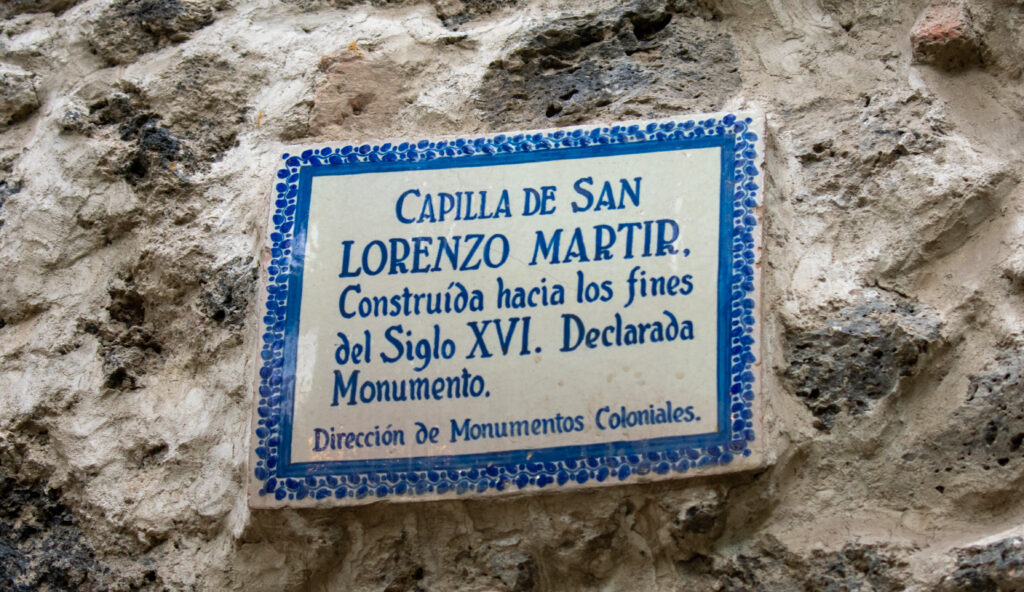 CAPILLA DE SAN
LORENZO MARTIR.
Construída hacia los fines
del Siglo XVI. Declarada
Monumento.
Dirección de Monumentos Coloniales.